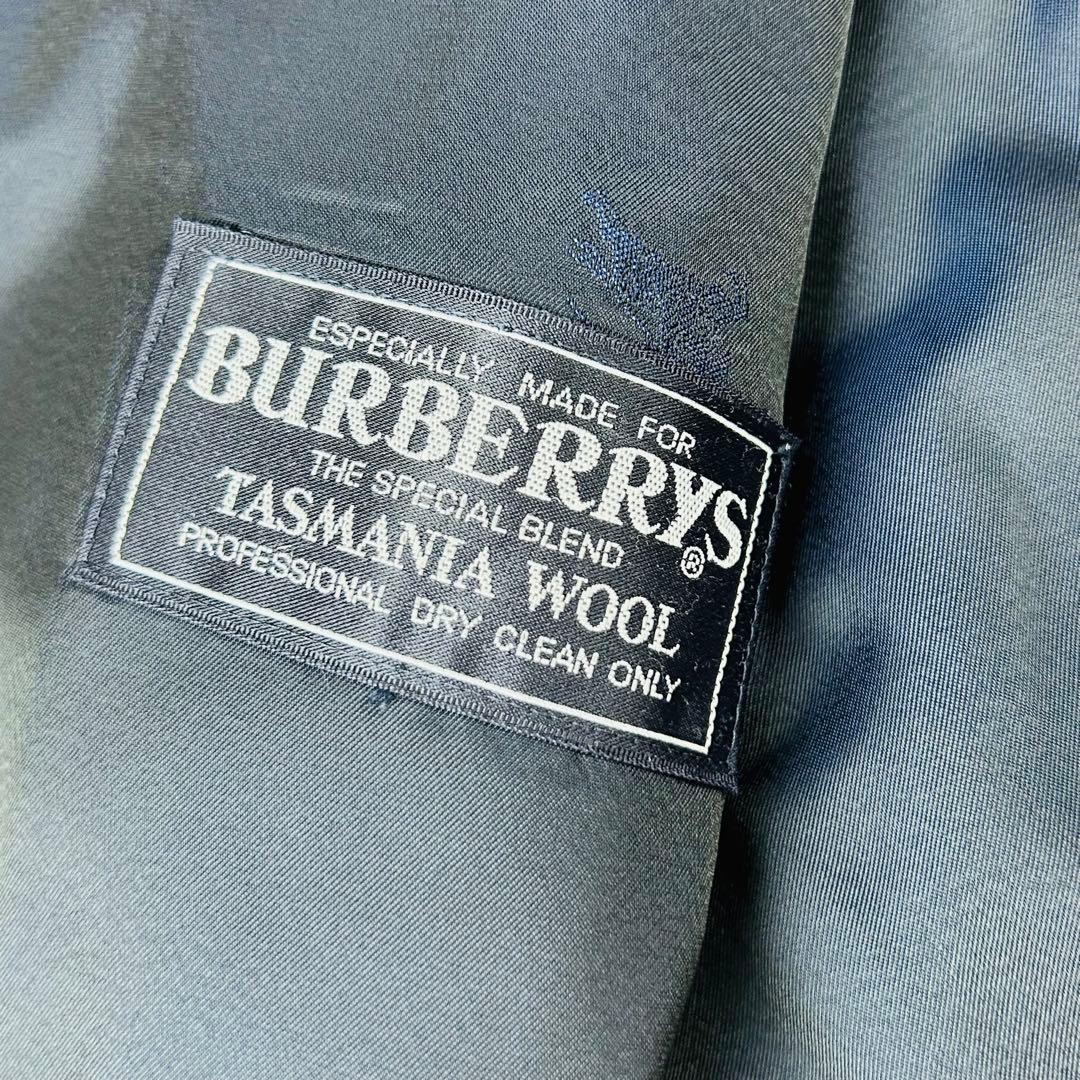 ESPECIALLY MADE FOR
BURBERRYS®
THE SPECIAL BLEND
TASMANIA WOOL
PROFESSIONAL DRY CLEAN ONLY